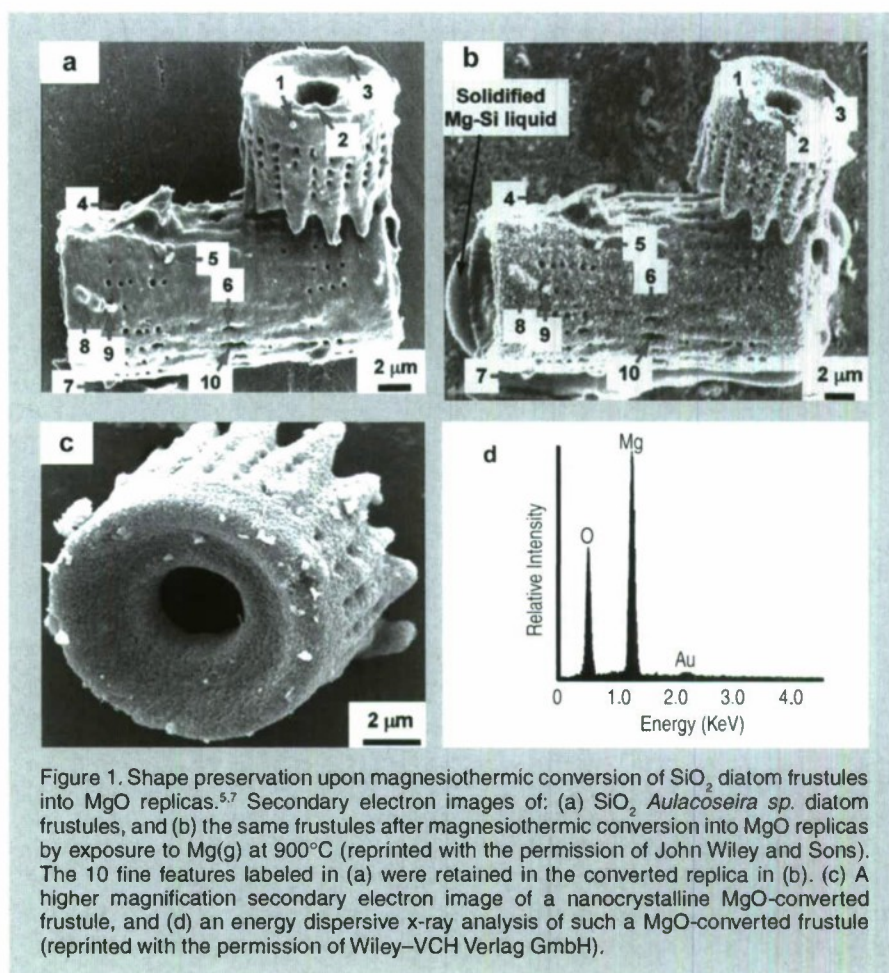 a
1
3
2
4
5
6
8
9
10
7
2 µm
b
Solidified
Mg-Si liquid
1
3
2
4
5
6
8
9
10
7
2 µm
c
2 µm
d
Relative Intensity
O
Mg
Au
0 1.0 2.0 3.0 4.0
Energy (KeV)
Figure 1. Shape preservation upon magnesiothermic conversion of SiO₂ diatom frustules
into MgO replicas.⁵,⁷ Secondary electron images of: (a) SiO₂ Aulacoseira sp. diatom
frustules, and (b) the same frustules after magnesiothermic conversion into MgO replicas
by exposure to Mg(g) at 900°C (reprinted with the permission of John Wiley and Sons).
The 10 fine features labeled in (a) were retained in the converted replica in (b). (c) A
higher magnification secondary electron image of a nanocrystalline MgO-converted
frustule, and (d) an energy dispersive x-ray analysis of such a MgO-converted frustule
(reprinted with the permission of Wiley–VCH Verlag GmbH).